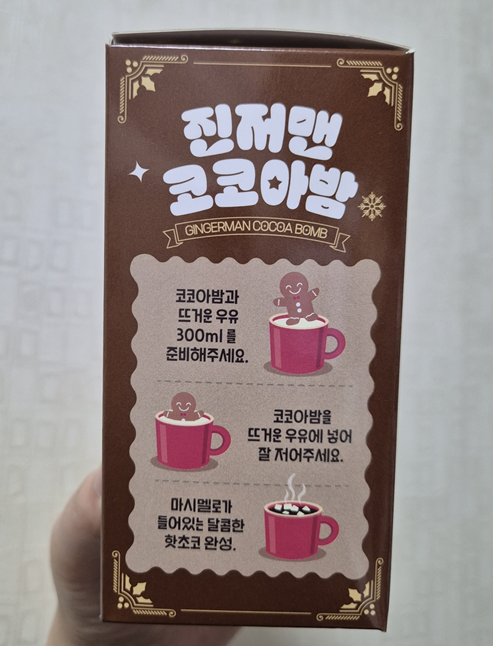 진저맨
코코아밤
GINGERMAN COCOA BOMB
코코아밤과
뜨거운 우유
300ml 를
준비해주세요.
코코아밤을
뜨거운 우유에 넣어
잘 저어주세요.
마시멜로가
들어있는 달콤한
핫초코 완성.